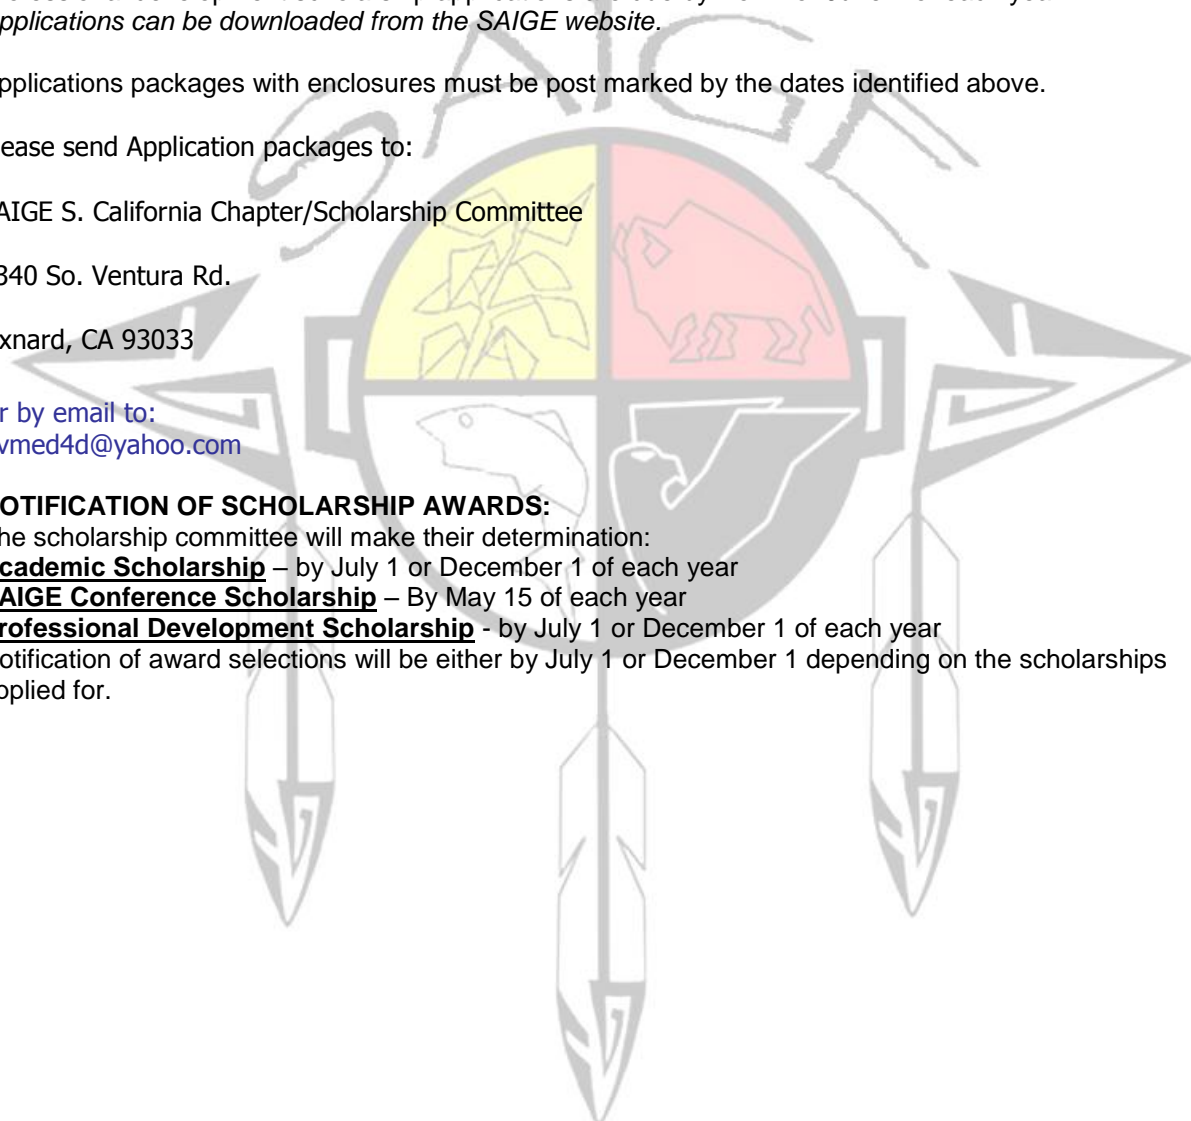 SAIGE
pplications can be downloaded from the SAIGE website.
pplications packages with enclosures must be post marked by the dates identified above.
ease send Application packages to:
AIGE S. California Chapter/Scholarship Committee
340 So. Ventura Rd.
xnard, CA 93033
r by email to:
vmed4d@yahoo.com
OTIFICATION OF SCHOLARSHIP AWARDS:
he scholarship committee will make their determination:
cademic Scholarship – by July 1 or December 1 of each year
AIGE Conference Scholarship – By May 15 of each year
rofessional Development Scholarship - by July 1 or December 1 of each year
otification of award selections will be either by July 1 or December 1 depending on the scholarships
pplied for.